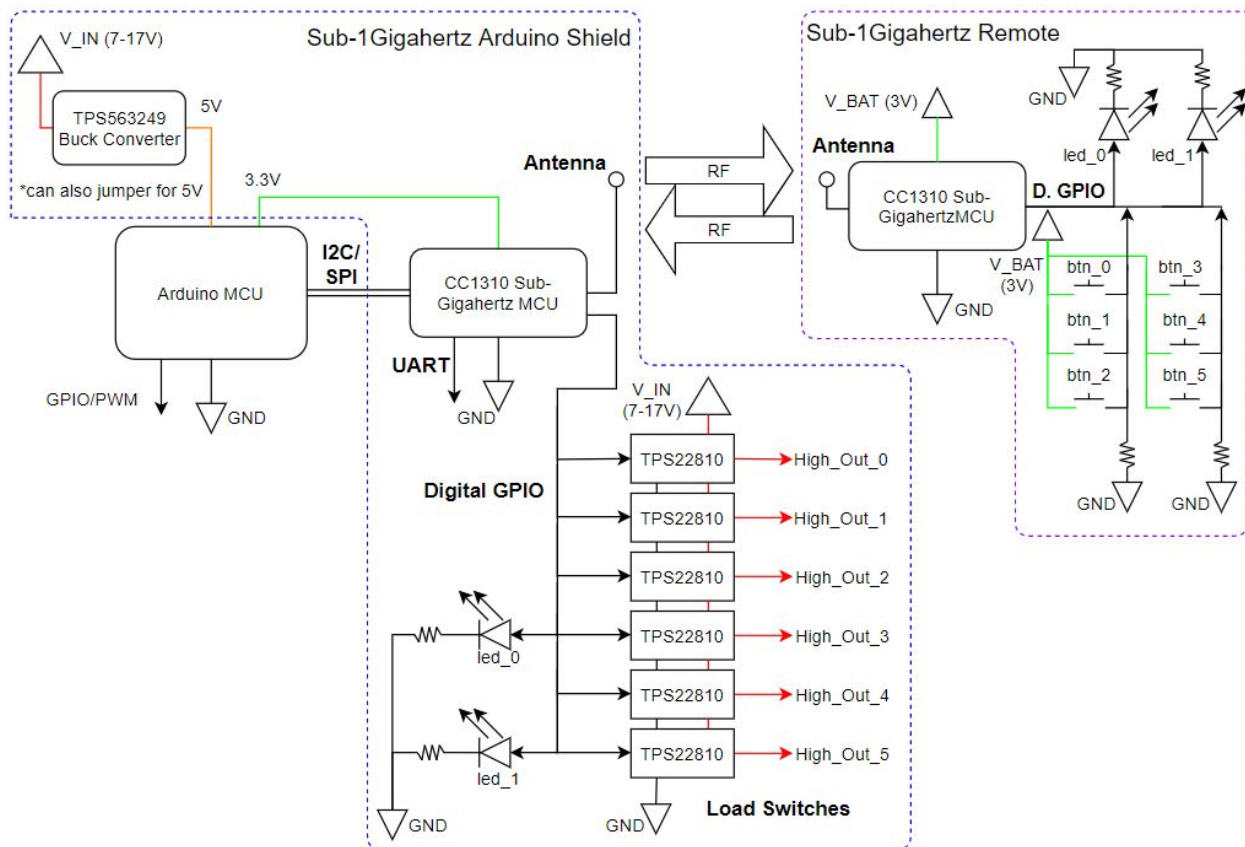 Sub-1Gigahertz Arduino Shield
V_IN (7-17V)
TPS563249
Buck Converter
5V
*can also jumper for 5V
3.3V
Arduino MCU
I2C/
SPI
CC1310 Sub-
Gigahertz MCU
Antenna
GPIO/PWM
GND
UART
GND
GND
RF
RF
Digital GPIO
V_IN
(7-17V)
TPS22810
High_Out_0
TPS22810
High_Out_1
TPS22810
High_Out_2
TPS22810
High_Out_3
TPS22810
High_Out_4
TPS22810
High_Out_5
led_0
led_1
GND
GND
Load Switches
Sub-1Gigahertz Remote
V_BAT (3V)
Antenna
CC1310 Sub-
GigahertzMCU
GND
GND
led_0
led_1
D. GPIO
V_BAT
(3V)
btn_0
btn_3
btn_1
btn_4
btn_2
btn_5
GND
GND